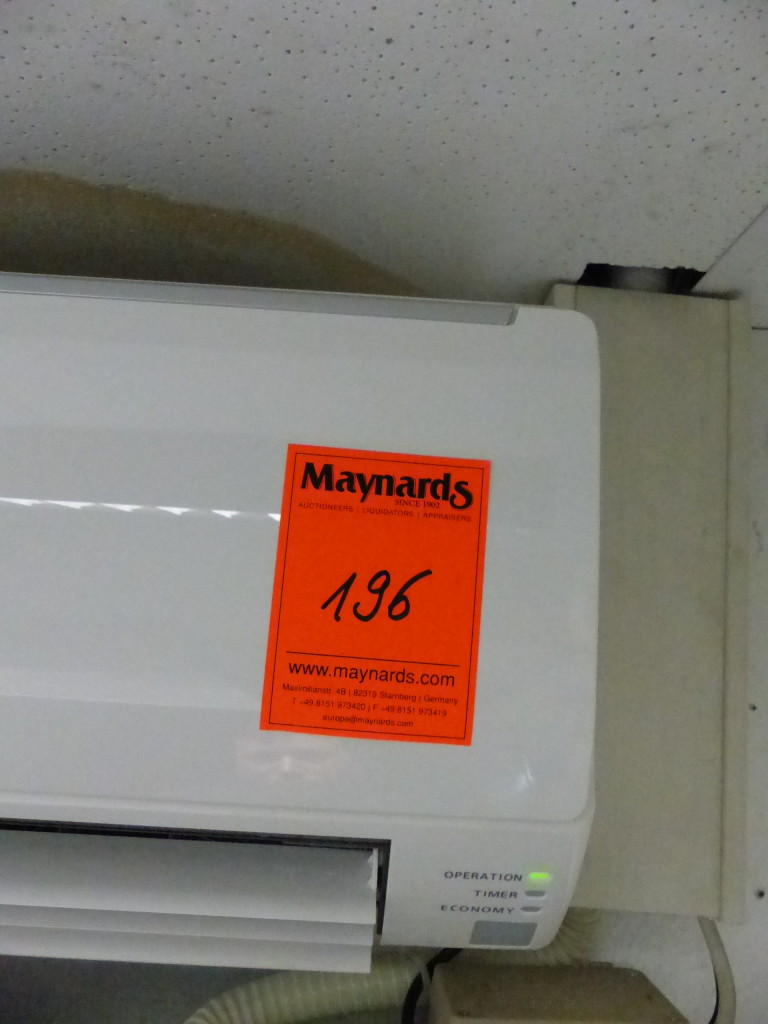 Maynards
SINCE 1902
AUCTIONEERS | LIQUIDATORS | APPRAISERS
196
www.maynards.com
Maximilianstr. 4B | 82319 Starnberg | Germany
T +49 8151 973420 | F +49 8151 973419
europe@maynards.com
OPERATION
TIMER
ECONOMY